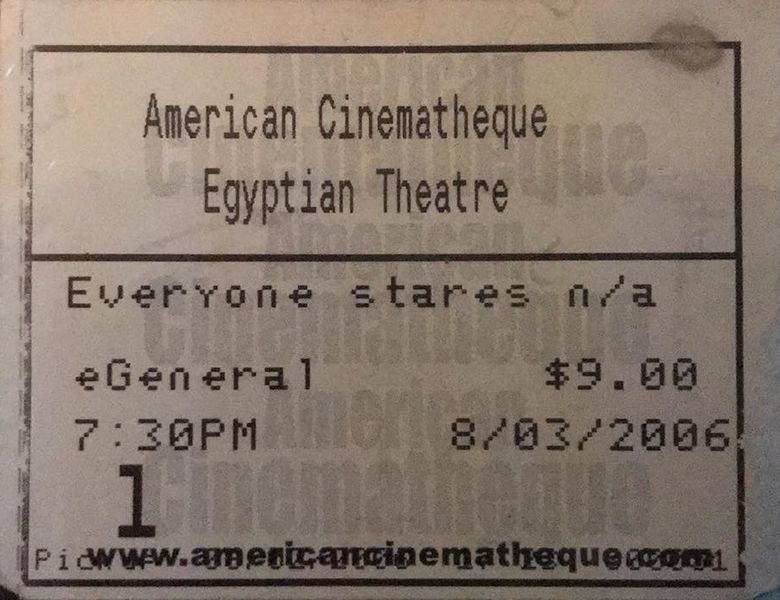 American Cinematheque
Egyptian Theatre
Everyone stares n/a
eGeneral $9.00
7:30PM 8/03/2006
1
www.americancinematheque.com